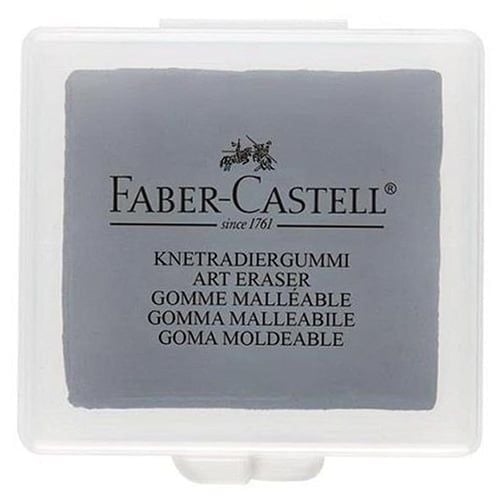 FABER-CASTELL®
since 1761
KNETRADIERGUMMI
ART ERASER
GOMME MALLÉABLE
GOMMA MALLEABILE
GOMA MOLDEABLE